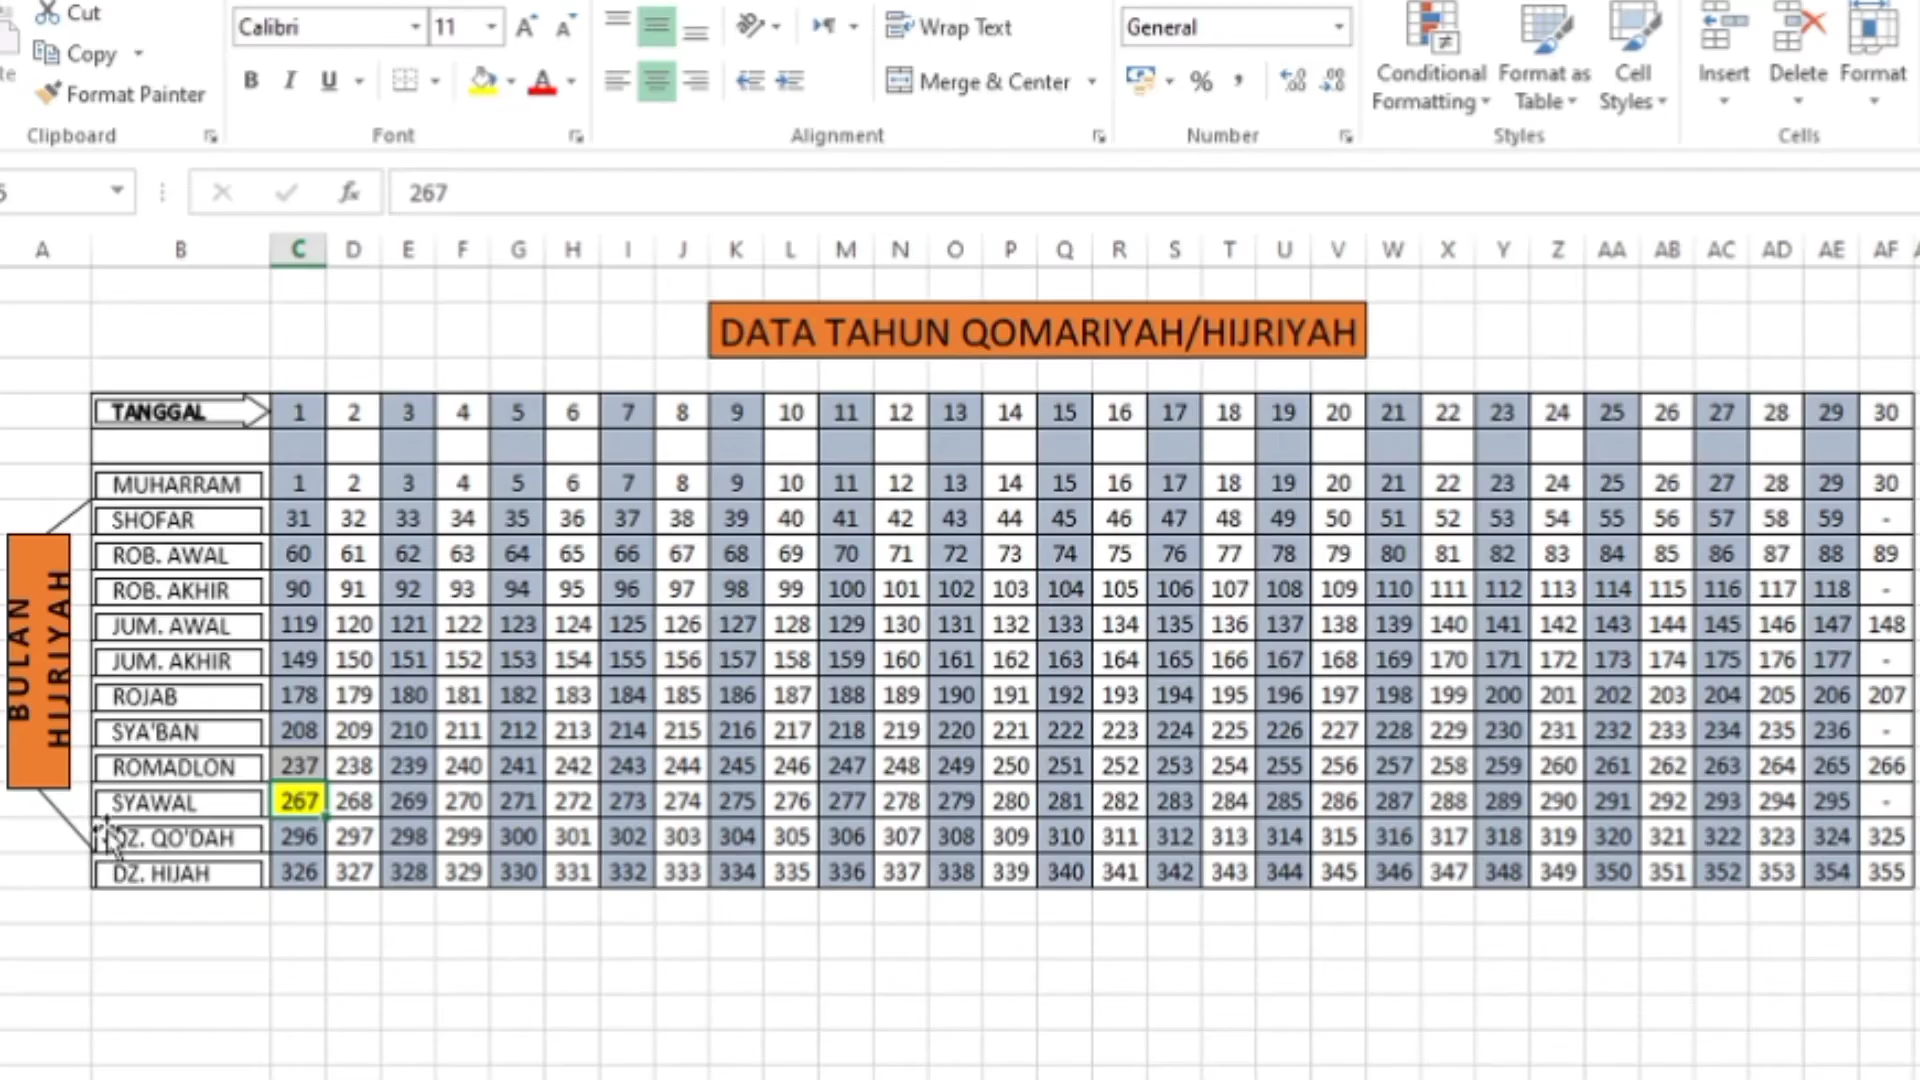 Cut
Calibri 11 Wrap Text General
Copy
Format Painter B I U Merge & Center % , Conditional Formatting Format as Table Cell Styles Insert Delete Format
Clipboard Font Alignment Number Styles Cells
fx 267
A B C D E F G H I J K L M N O P Q R S T U V W X Y Z AA AB AC AD AE AF
DATA TAHUN QOMARIYAH/HIJRIYAH
TANGGAL 1 2 3 4 5 6 7 8 9 10 11 12 13 14 15 16 17 18 19 20 21 22 23 24 25 26 27 28 29 30
BULAN HIJRIYAH
MUHARRAM 1 2 3 4 5 6 7 8 9 10 11 12 13 14 15 16 17 18 19 20 21 22 23 24 25 26 27 28 29 30
SHOFAR 31 32 33 34 35 36 37 38 39 40 41 42 43 44 45 46 47 48 49 50 51 52 53 54 55 56 57 58 59 -
ROB. AWAL 60 61 62 63 64 65 66 67 68 69 70 71 72 73 74 75 76 77 78 79 80 81 82 83 84 85 86 87 88 89
ROB. AKHIR 90 91 92 93 94 95 96 97 98 99 100 101 102 103 104 105 106 107 108 109 110 111 112 113 114 115 116 117 118 -
JUM. AWAL 119 120 121 122 123 124 125 126 127 128 129 130 131 132 133 134 135 136 137 138 139 140 141 142 143 144 145 146 147 148
JUM. AKHIR 149 150 151 152 153 154 155 156 157 158 159 160 161 162 163 164 165 166 167 168 169 170 171 172 173 174 175 176 177 -
ROJAB 178 179 180 181 182 183 184 185 186 187 188 189 190 191 192 193 194 195 196 197 198 199 200 201 202 203 204 205 206 207
SYA'BAN 208 209 210 211 212 213 214 215 216 217 218 219 220 221 222 223 224 225 226 227 228 229 230 231 232 233 234 235 236 -
ROMADLON 237 238 239 240 241 242 243 244 245 246 247 248 249 250 251 252 253 254 255 256 257 258 259 260 261 262 263 264 265 266
SYAWAL 267 268 269 270 271 272 273 274 275 276 277 278 279 280 281 282 283 284 285 286 287 288 289 290 291 292 293 294 295 -
DZ. QO'DAH 296 297 298 299 300 301 302 303 304 305 306 307 308 309 310 311 312 313 314 315 316 317 318 319 320 321 322 323 324 325
DZ. HIJAH 326 327 328 329 330 331 332 333 334 335 336 337 338 339 340 341 342 343 344 345 346 347 348 349 350 351 352 353 354 355